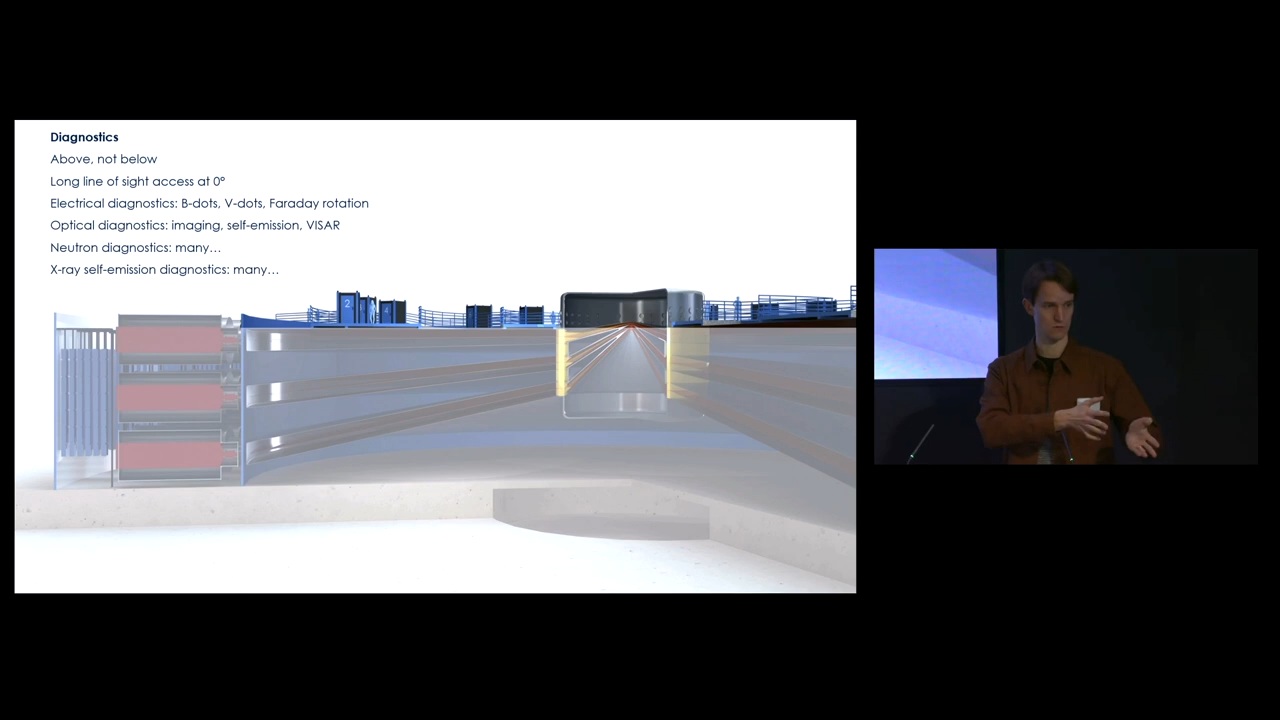 Diagnostics
Above, not below
Long line of sight access at 0°
Electrical diagnostics: B-dots, V-dots, Faraday rotation
Optical diagnostics: imaging, self-emission, VISAR
Neutron diagnostics: many…
X-ray self-emission diagnostics: many…
2